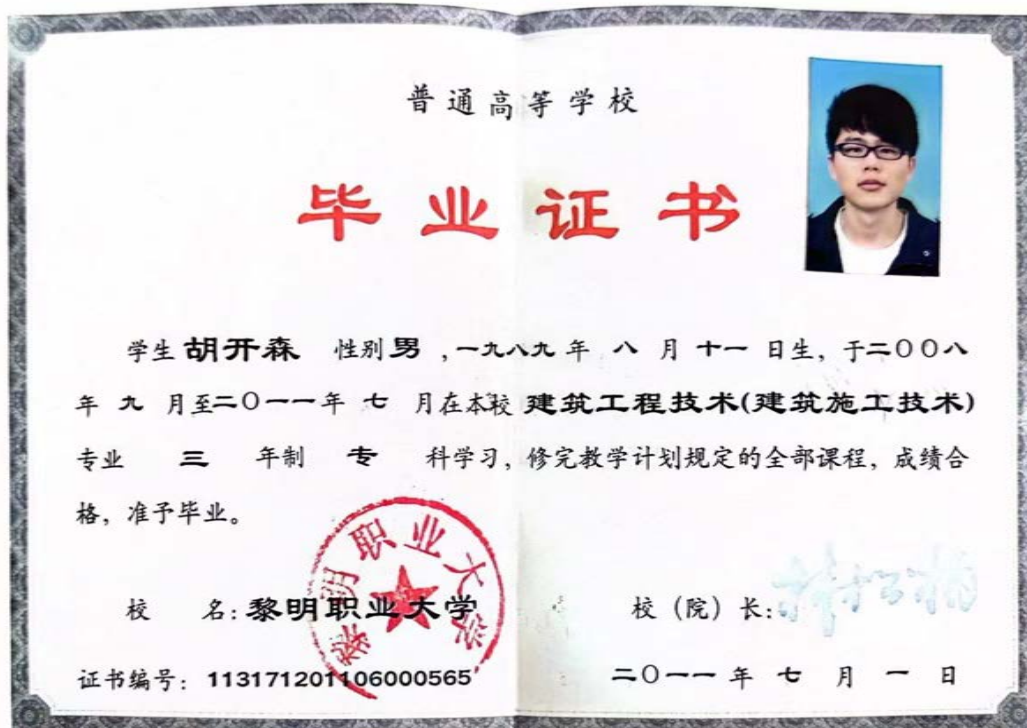 普通高等学校
毕业证书
学生 胡开森 性别 男 ,一九八九 年 八 月 十一 日生, 于二〇〇八
年 九 月至二〇一一年 七 月在本校 建筑工程技术(建筑施工技术)
专业 三 年制 专 科学习, 修完教学计划规定的全部课程, 成绩合
格, 准予毕业。
黎明职业大学
校 名: 黎明职业大学
校 (院) 长:
证书编号: 113171201106000565
二〇一一 年 七 月 一 日